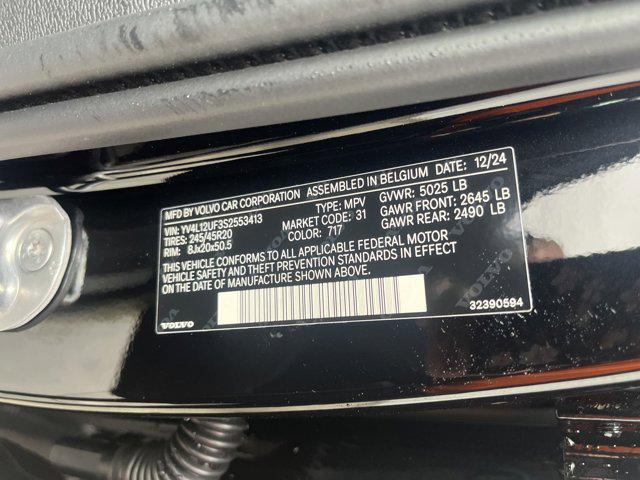 MFD BY VOLVO CAR CORPORATION ASSEMBLED IN BELGIUM DATE: 12/24
VIN: YV4L12UF3S2553413 TYPE: MPV GVWR: 5025 LB
TIRES: 245/45R20 MARKET CODE: 31 GAWR FRONT: 2645 LB
RIM: 8Jx20x50.5 COLOR: 717 GAWR REAR: 2490 LB
THIS VEHICLE CONFORMS TO ALL APPLICABLE FEDERAL MOTOR
VEHICLE SAFETY AND THEFT PREVENTION STANDARDS IN EFFECT
ON THE DATE OF MANUFACTURE SHOWN ABOVE.
VOLVO 32390594